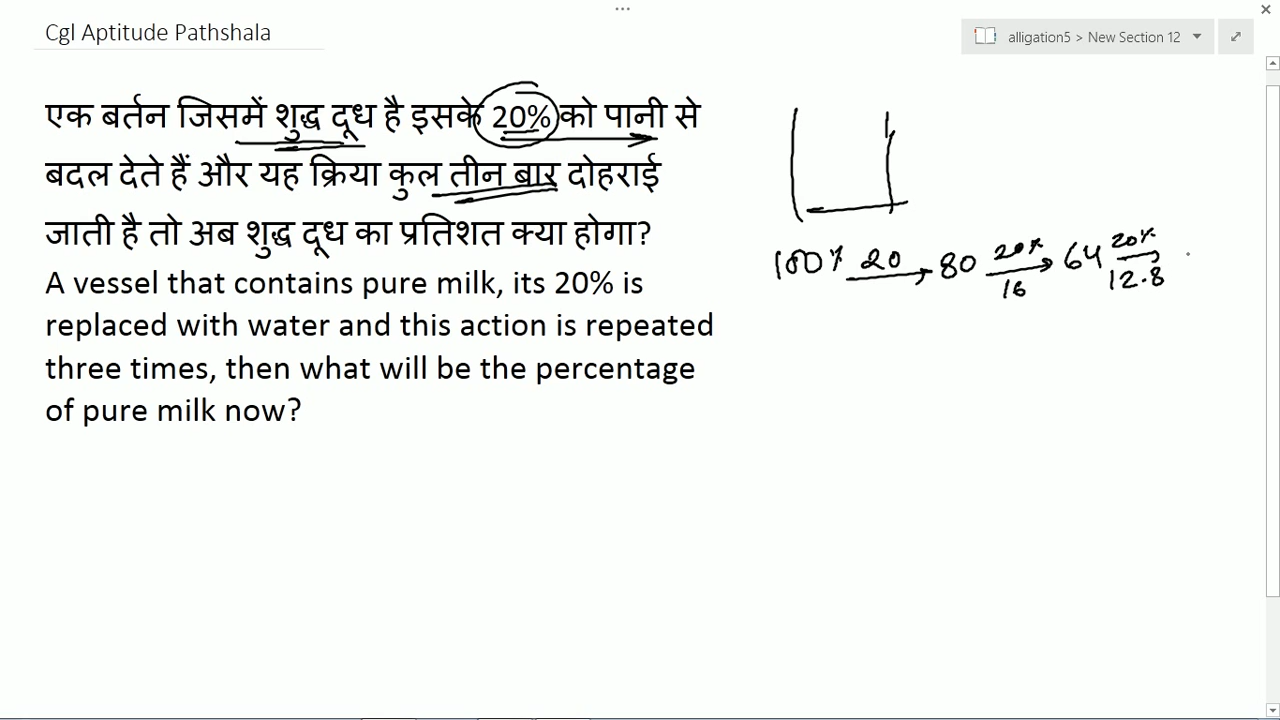 Cgl Aptitude Pathshala
alligation5 > New Section 12
एक बर्तन जिसमें शुद्ध दूध है इसके 20% को पानी से
बदल देते हैं और यह क्रिया कुल तीन बार दोहराई
जाती है तो अब शुद्ध दूध का प्रतिशत क्या होगा?
A vessel that contains pure milk, its 20% is
replaced with water and this action is repeated
three times, then what will be the percentage
of pure milk now?
100% 20 80 20% 64 20%
16 12.8